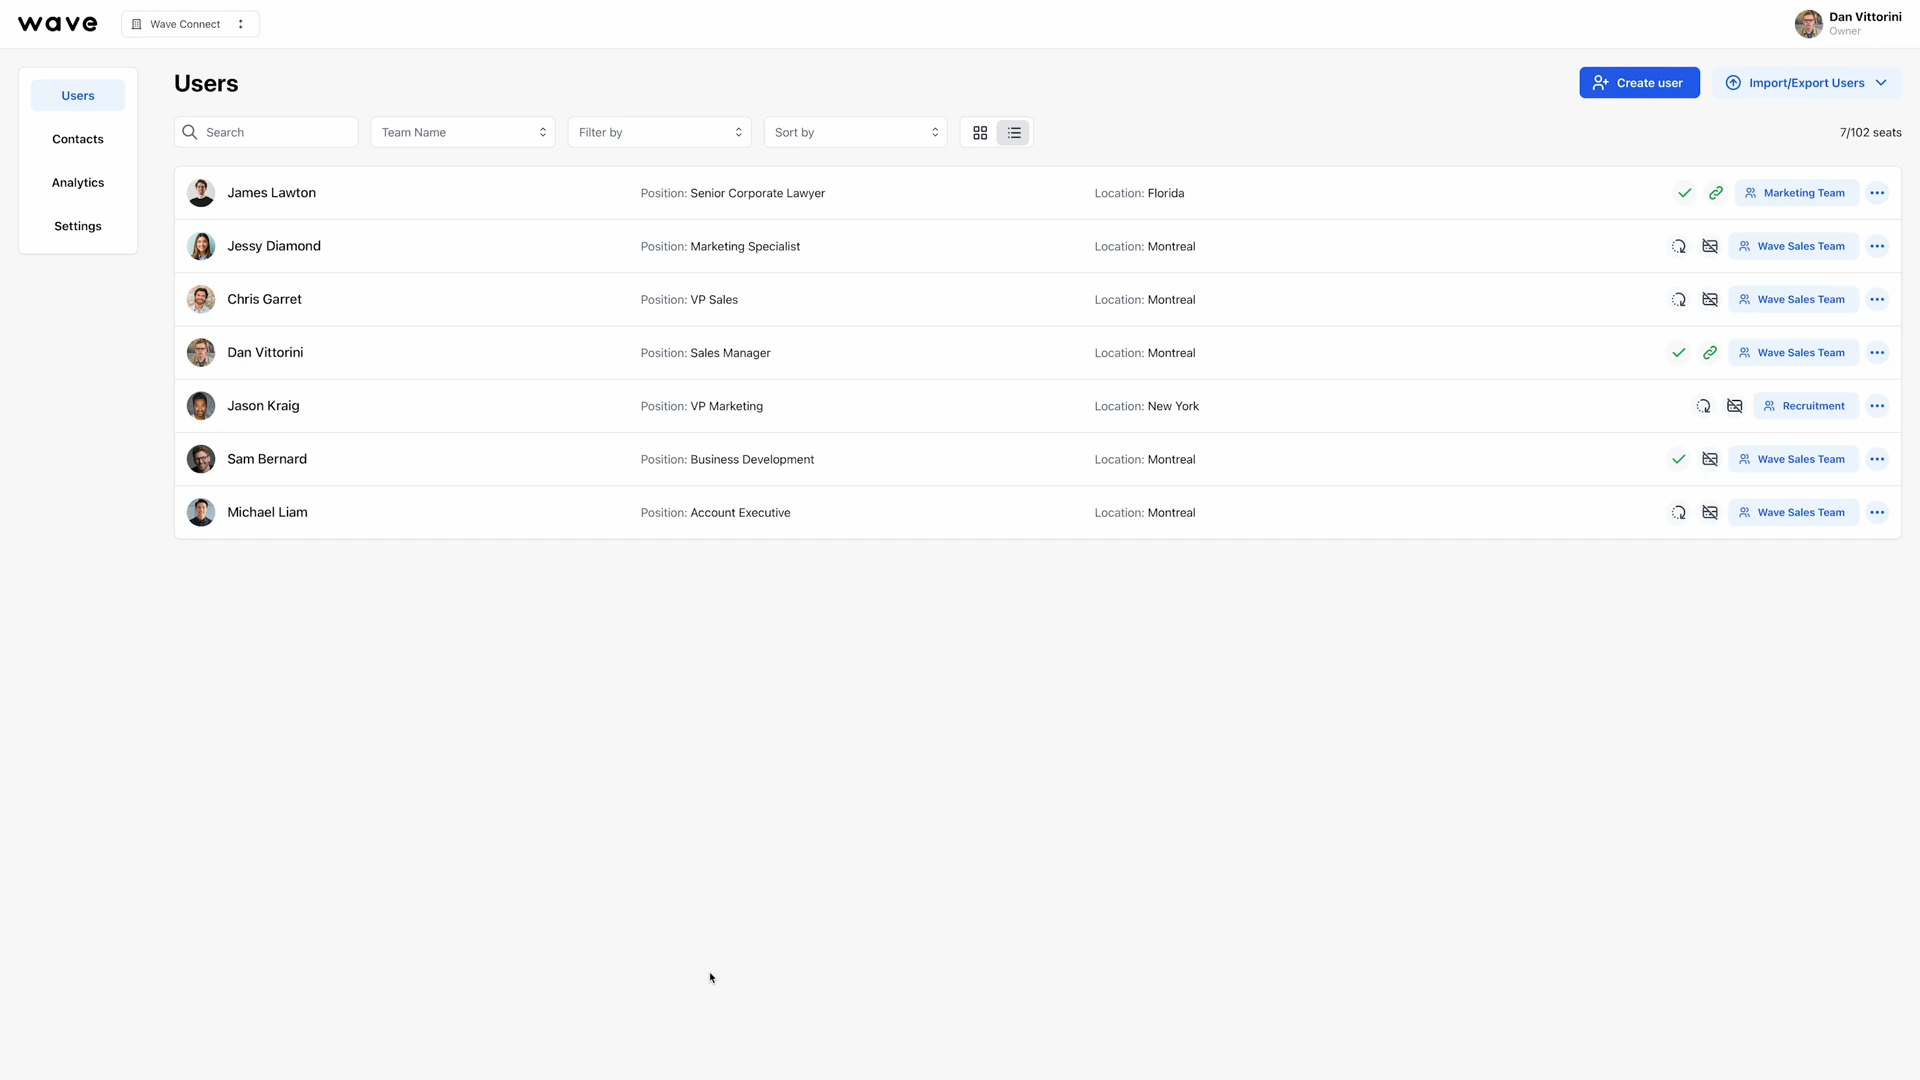 wave
Wave Connect
Dan Vittorini
Owner
Users
Contacts
Analytics
Settings
Users
Create user
Import/Export Users
Search
Team Name
Filter by
Sort by
7/102 seats
James Lawton
Position: Senior Corporate Lawyer
Location: Florida
Marketing Team
Jessy Diamond
Position: Marketing Specialist
Location: Montreal
Wave Sales Team
Chris Garret
Position: VP Sales
Location: Montreal
Wave Sales Team
Dan Vittorini
Position: Sales Manager
Location: Montreal
Wave Sales Team
Jason Kraig
Position: VP Marketing
Location: New York
Recruitment
Sam Bernard
Position: Business Development
Location: Montreal
Wave Sales Team
Michael Liam
Position: Account Executive
Location: Montreal
Wave Sales Team